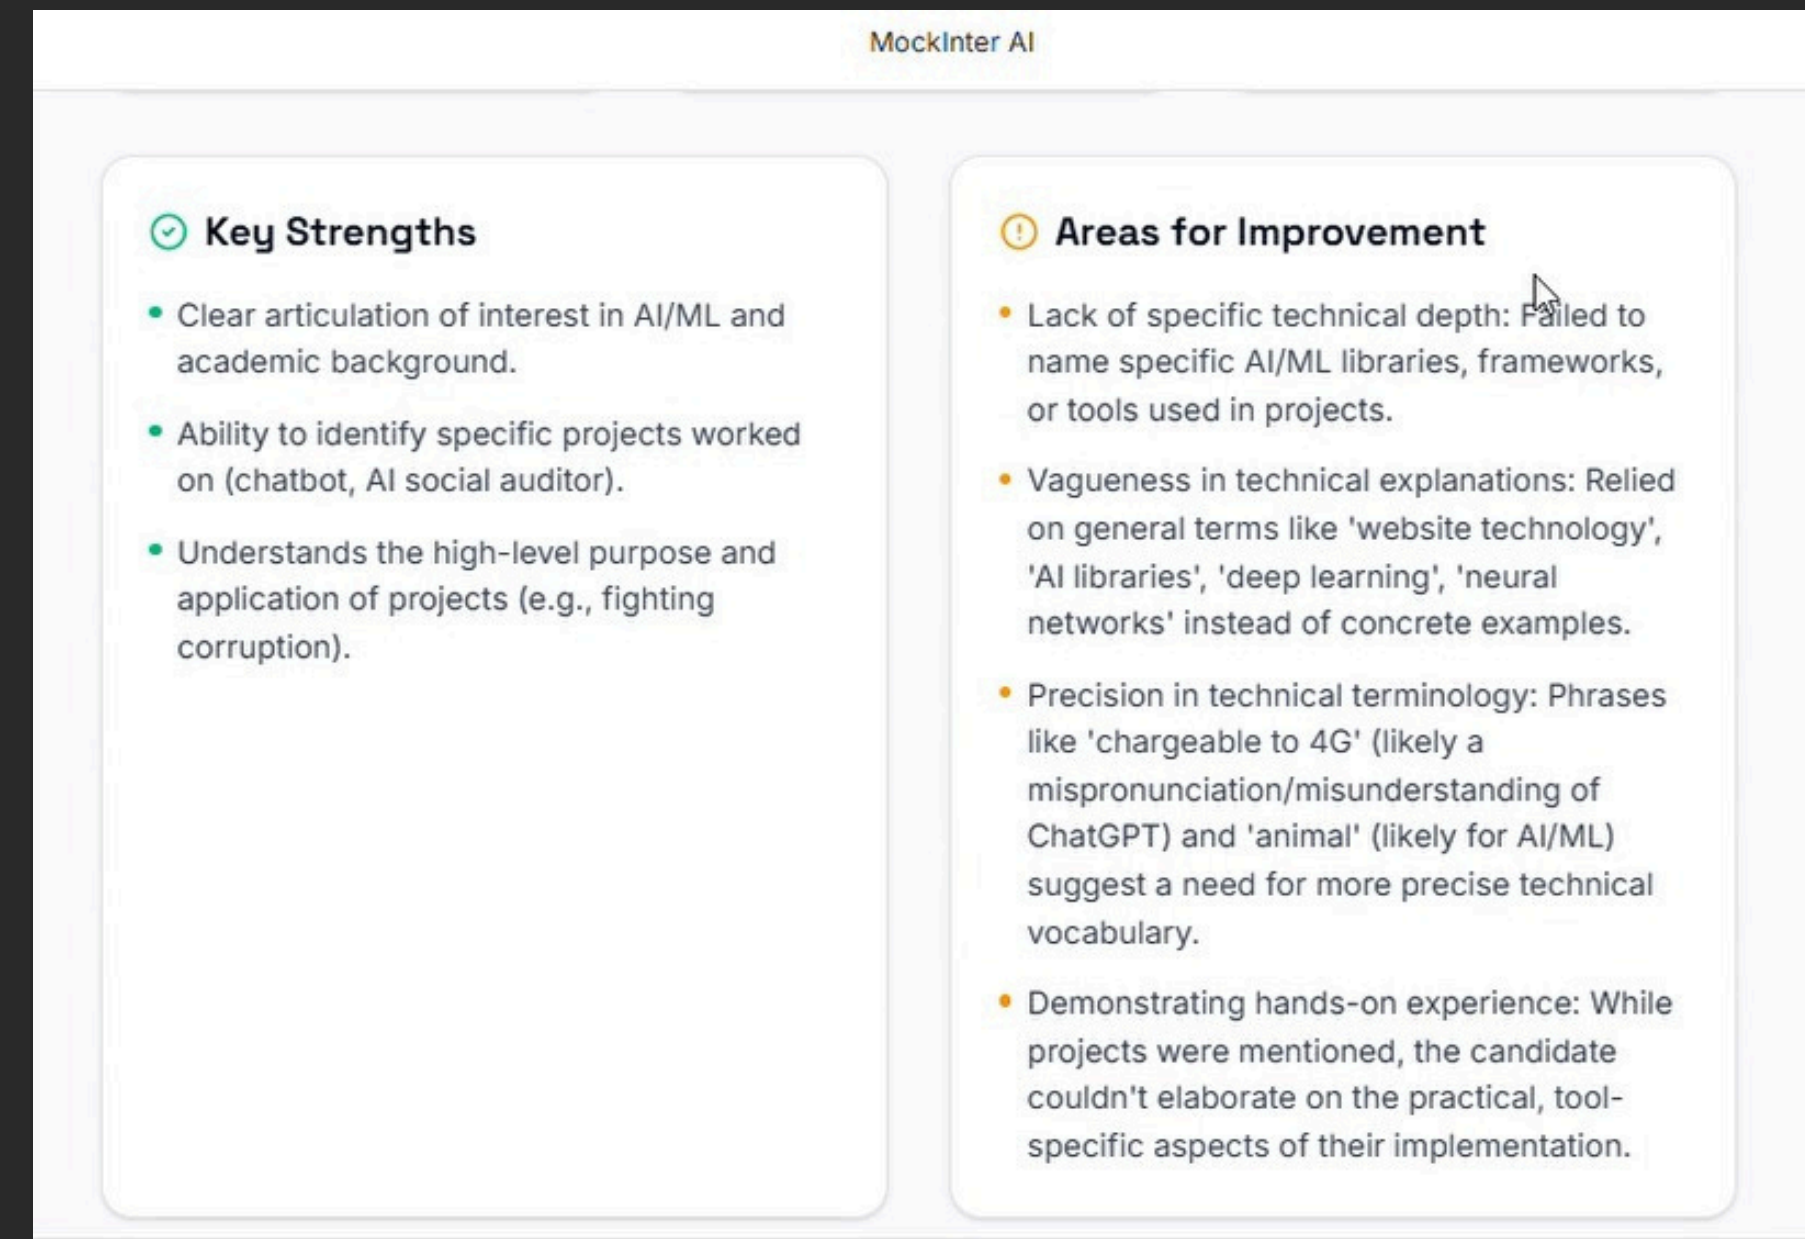 MockInter AI
Key Strengths
Clear articulation of interest in AI/ML and
academic background.
Ability to identify specific projects worked
on (chatbot, AI social auditor).
Understands the high-level purpose and
application of projects (e.g., fighting
corruption).
Areas for Improvement
Lack of specific technical depth: Failed to
name specific AI/ML libraries, frameworks,
or tools used in projects.
Vagueness in technical explanations: Relied
on general terms like 'website technology',
'AI libraries', 'deep learning', 'neural
networks' instead of concrete examples.
Precision in technical terminology: Phrases
like 'chargeable to 4G' (likely a
mispronunciation/misunderstanding of
ChatGPT) and 'animal' (likely for AI/ML)
suggest a need for more precise technical
vocabulary.
Demonstrating hands-on experience: While
projects were mentioned, the candidate
couldn't elaborate on the practical, tool-
specific aspects of their implementation.